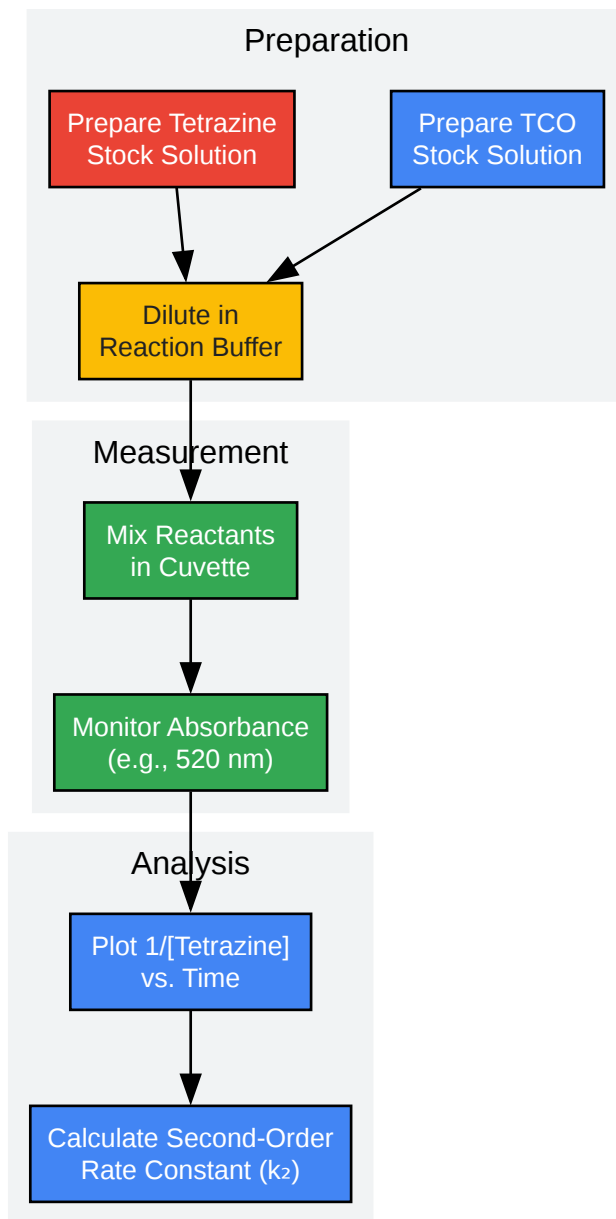 Preparation
Prepare Tetrazine
Stock Solution
Prepare TCO
Stock Solution
Dilute in
Reaction Buffer
Measurement
Mix Reactants
in Cuvette
Monitor Absorbance
(e.g., 520 nm)
Analysis
Plot 1/[Tetrazine]
vs. Time
Calculate Second-Order
Rate Constant (k₂)